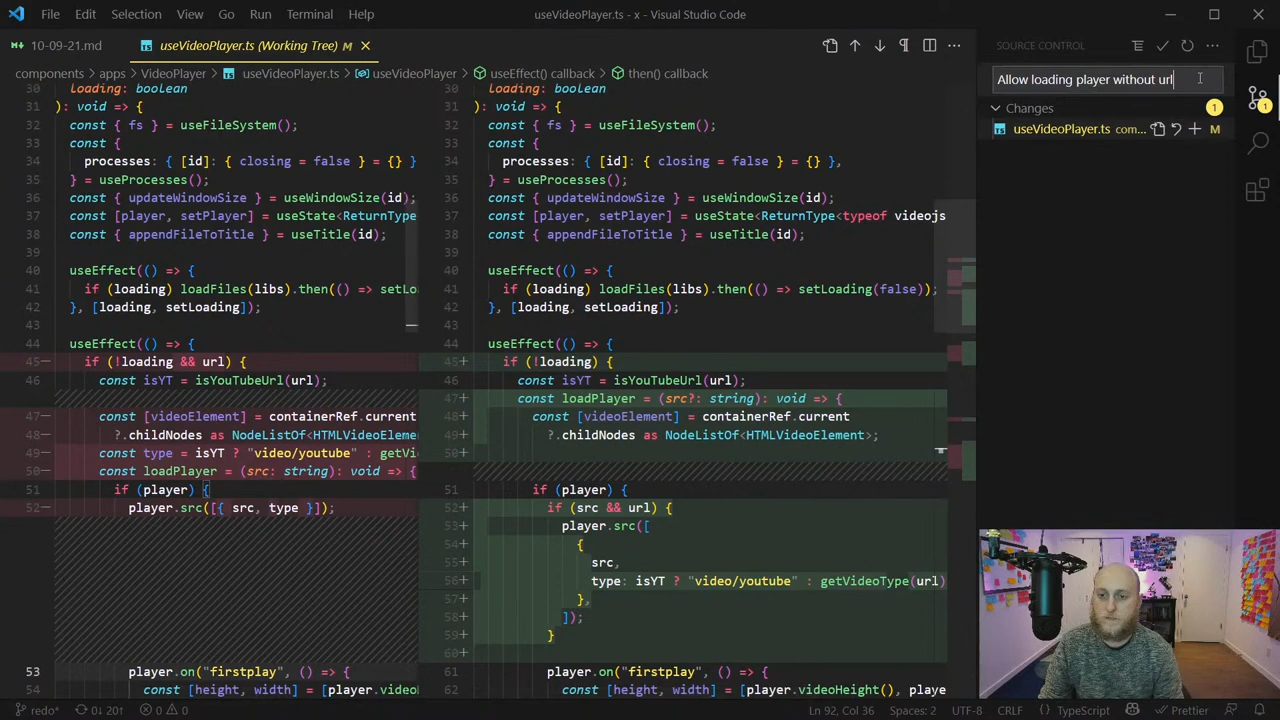 File Edit Selection View Go Run Terminal Help
useVideoPlayer.ts - x - Visual Studio Code
10-09-21.md
TS useVideoPlayer.ts (Working Tree) M
components > apps > VideoPlayer > TS useVideoPlayer.ts > useVideoPlayer > useEffect() callback > then() callback
30 loading: boolean
31 ): void => {
32 const { fs } = useFileSystem();
33 const {
34 processes: { [id]: { closing = false } = {} }
35 } = useProcesses();
36 const { updateWindowSize } = useWindowSize(id);
37 const [player, setPlayer] = useState<ReturnType
38 const { appendFileToTitle } = useTitle(id);
39
40 useEffect(() => {
41 if (loading) loadFiles(libs).then(() => setLo
42 }, [loading, setLoading]);
43
44 useEffect(() => {
45— if (!loading && url) {
46 const isYT = isYouTubeUrl(url);
47— const [videoElement] = containerRef.current
48— ?.childNodes as NodeListOf<HTMLVideoEleme
49— const type = isYT ? "video/youtube" : getVi
50— const loadPlayer = (src: string): void => {
51 if (player) {
52— player.src([{ src, type }]);
53 player.on("firstplay", () => {
54 const [height, width] = [player.video
30 loading: boolean
31 ): void => {
32 const { fs } = useFileSystem();
33 const {
34 processes: { [id]: { closing = false } = {} },
35 } = useProcesses();
36 const { updateWindowSize } = useWindowSize(id);
37 const [player, setPlayer] = useState<ReturnType<typeof videojs
38 const { appendFileToTitle } = useTitle(id);
39
40 useEffect(() => {
41 if (loading) loadFiles(libs).then(() => setLoading(false));
42 }, [loading, setLoading]);
43
44 useEffect(() => {
45+ if (!loading) {
46 const isYT = isYouTubeUrl(url);
47+ const loadPlayer = (src?: string): void => {
48+ const [videoElement] = containerRef.current
49+ ?.childNodes as NodeListOf<HTMLVideoElement>;
50+
51 if (player) {
52+ if (src && url) {
53+ player.src([
54+ {
55+ src,
56+ type: isYT ? "video/youtube" : getVideoType(url)
57+ },
58+ ]);
59+ }
60+
61 player.on("firstplay", () => {
62 const [height, width] = [player.videoHeight(), playe
SOURCE CONTROL
Allow loading player without url
Changes 1
TS useVideoPlayer.ts com... M
1
redo* 0↓ 20↑ 0 0
Ln 92, Col 36 Spaces: 2 UTF-8 CRLF TypeScript Prettier